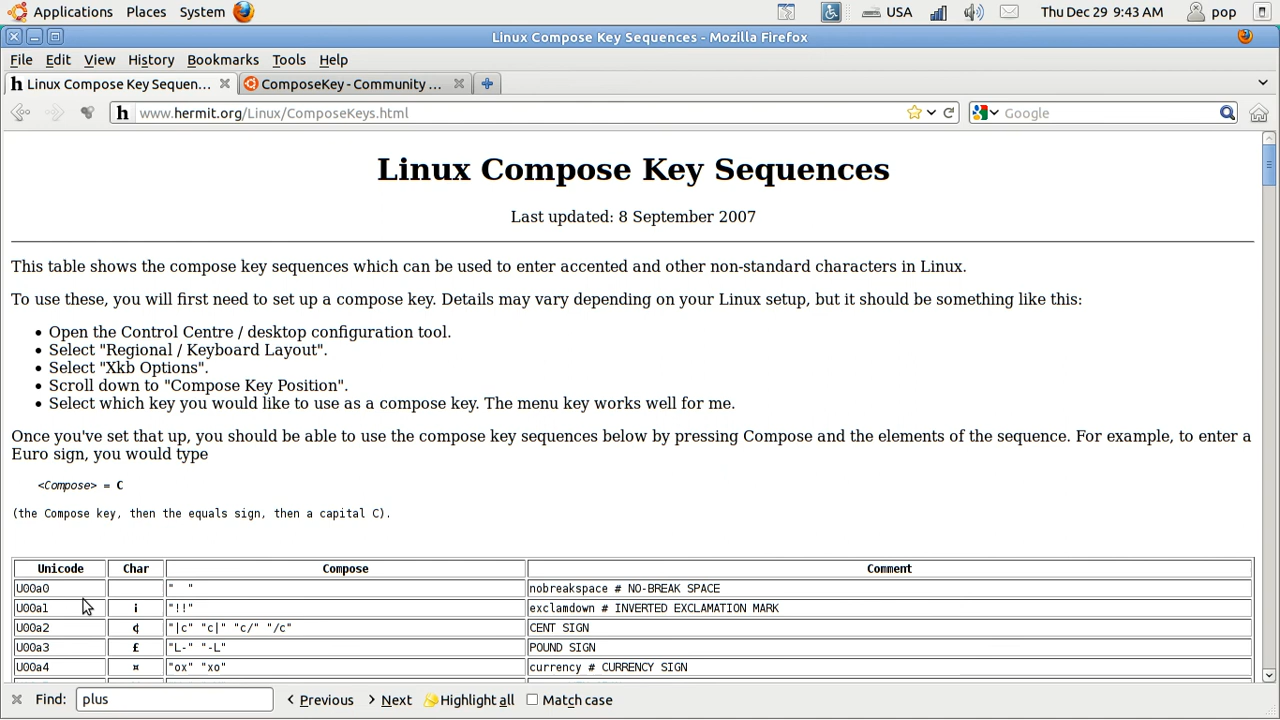 Applications Places System USA Thu Dec 29 9:43 AM pop
Linux Compose Key Sequences - Mozilla Firefox
File Edit View History Bookmarks Tools Help
h Linux Compose Key Sequen... ComposeKey - Community ...
h www.hermit.org/Linux/ComposeKeys.html Google
Linux Compose Key Sequences
Last updated: 8 September 2007
This table shows the compose key sequences which can be used to enter accented and other non-standard characters in Linux.
To use these, you will first need to set up a compose key. Details may vary depending on your Linux setup, but it should be something like this:
• Open the Control Centre / desktop configuration tool.
• Select "Regional / Keyboard Layout".
• Select "Xkb Options".
• Scroll down to "Compose Key Position".
• Select which key you would like to use as a compose key. The menu key works well for me.
Once you've set that up, you should be able to use the compose key sequences below by pressing Compose and the elements of the sequence. For example, to enter a
Euro sign, you would type
<Compose> = C
(the Compose key, then the equals sign, then a capital C).
Unicode Char Compose Comment
U00a0 "  " nobreakspace # NO-BREAK SPACE
U00a1 ¡ "!!" exclamdown # INVERTED EXCLAMATION MARK
U00a2 ¢ "|c" "c|" "c/" "/c" CENT SIGN
U00a3 £ "L-" "-L" POUND SIGN
U00a4 ¤ "ox" "xo" currency # CURRENCY SIGN
Find: plus Previous Next Highlight all Match case